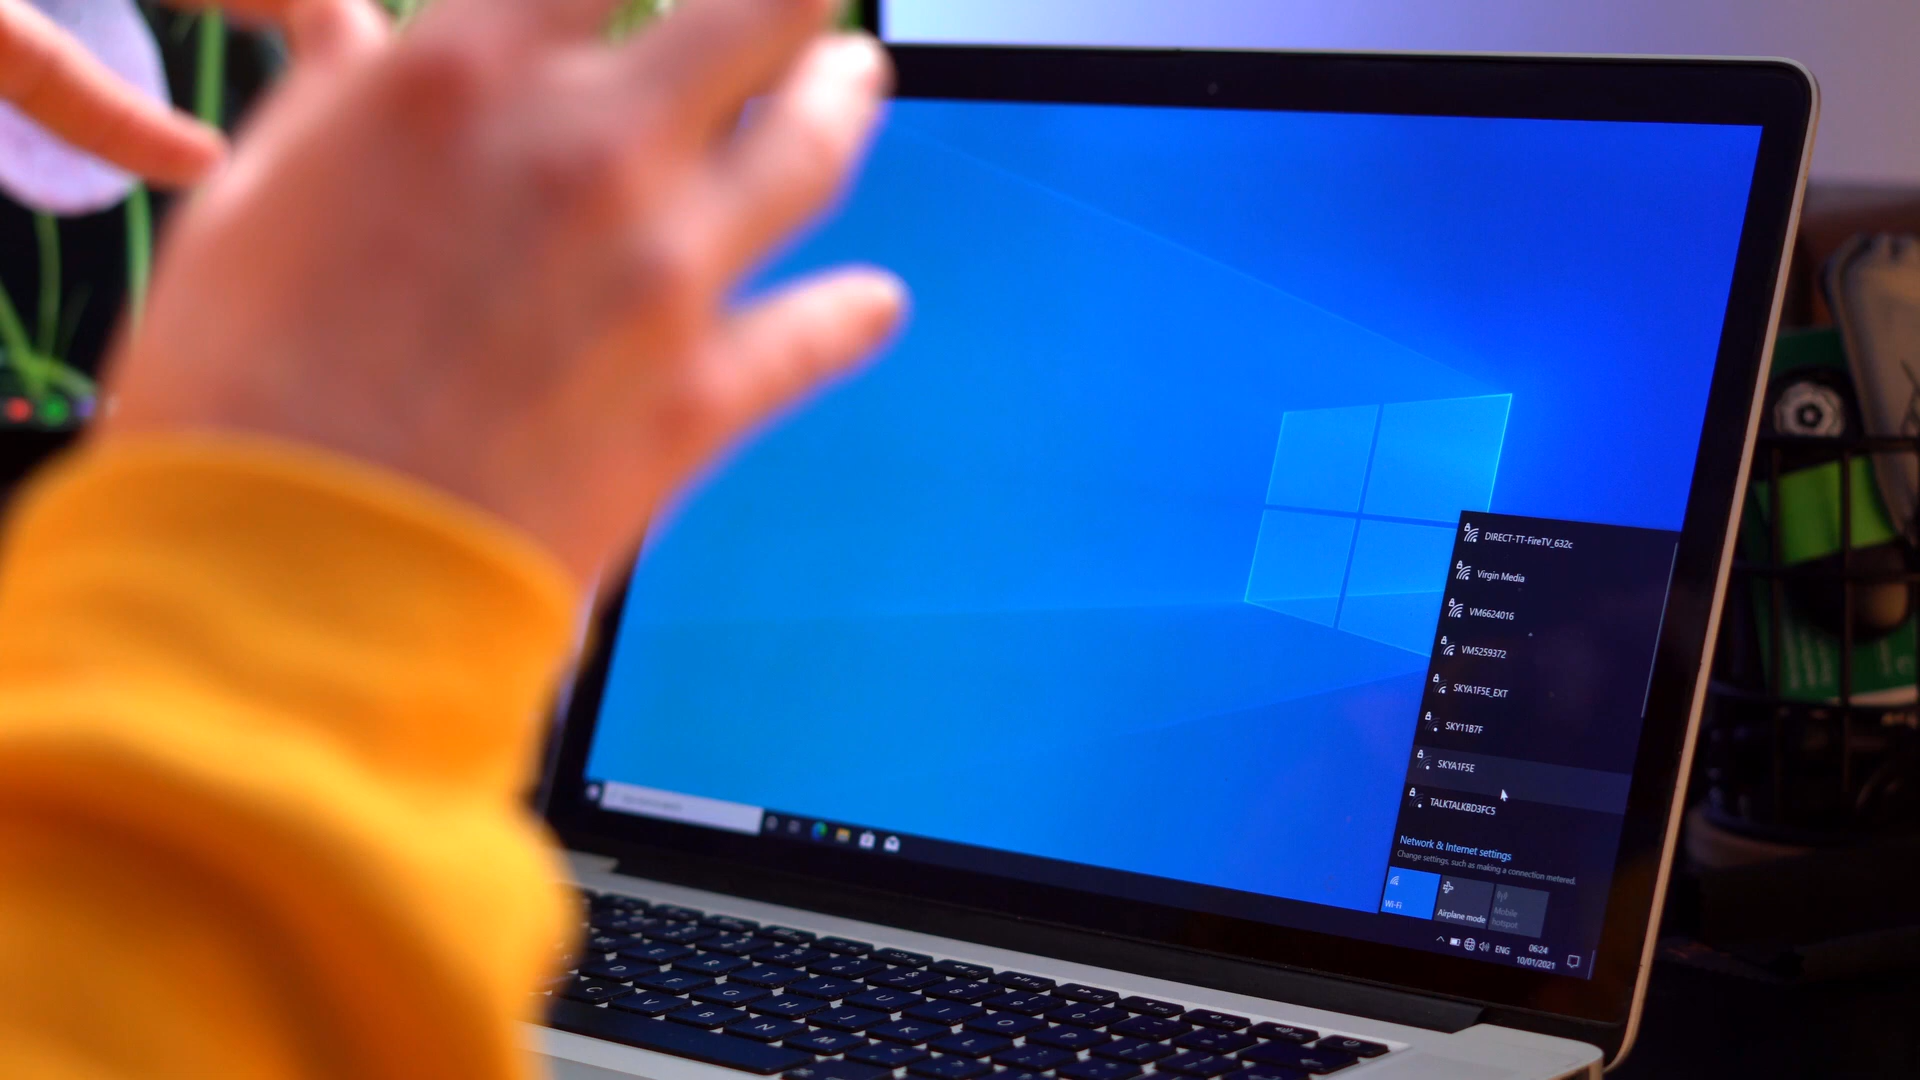 DIRECT-TT-FireTV_632c
Virgin Media
VM6624016
VM5259372
SKYA1F5E_EXT
SKY11B7F
SKYA1F5E
TALKTALKBD3FC5
Network & Internet settings
Change settings, such as making a connection metered.
Wi-Fi
Airplane mode
Mobile
hotspot
ENG
06:24
10/01/2021
D F G H J K L
C V B N M
T Y U I O P